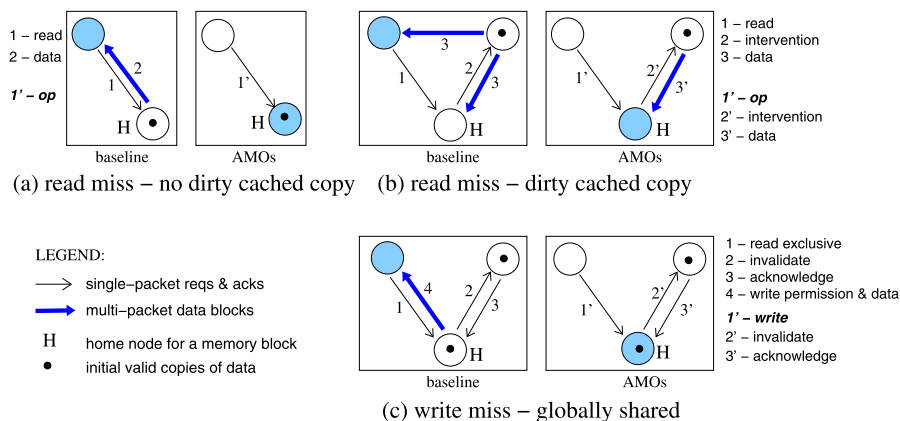 1 − read
2 − data
1’ − op
1
2
H
baseline
1’
H
AMOs
(a) read miss − no dirty cached copy
1
2
3
3
H
baseline
1’
2’
3’
H
AMOs
1 − read
2 − intervention
3 − data
1’ − op
2’ − intervention
3’ − data
(b) read miss − dirty cached copy
LEGEND:
single−packet reqs & acks
multi−packet data blocks
H home node for a memory block
initial valid copies of data
1
4
2
3
H
baseline
1’
2’
3’
H
AMOs
1 − read exclusive
2 − invalidate
3 − acknowledge
4 − write permission & data
1’ − write
2’ − invalidate
3’ − acknowledge
(c) write miss − globally shared